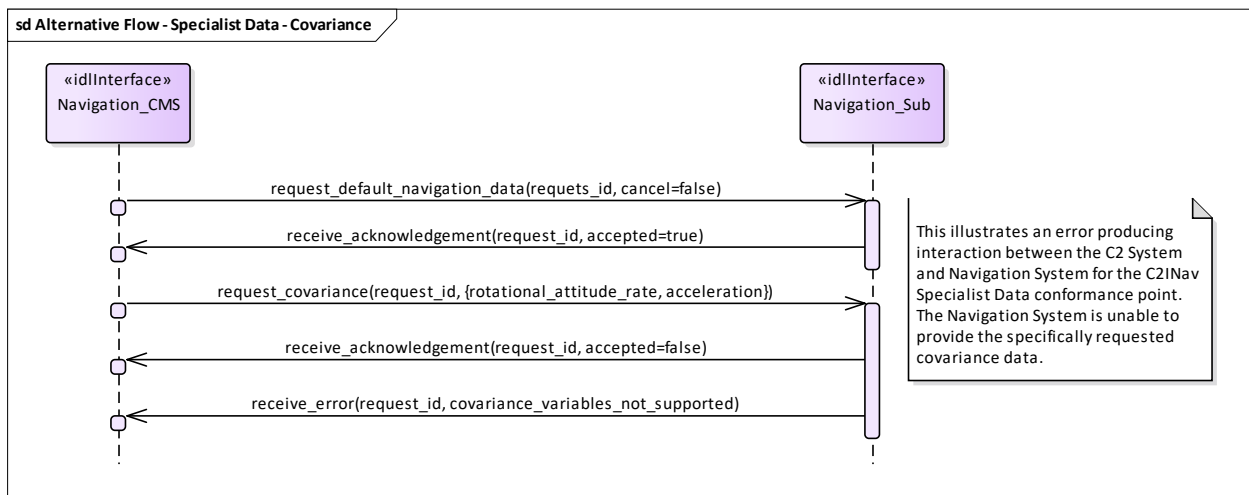 sd Alternative Flow - Specialist Data - Covariance
«idlInterface»
Navigation_CMS
«idlInterface»
Navigation_Sub
request_default_navigation_data(requets_id, cancel=false)
receive_acknowledgement(request_id, accepted=true)
request_covariance(request_id, {rotational_attitude_rate, acceleration})
receive_acknowledgement(request_id, accepted=false)
receive_error(request_id, covariance_variables_not_supported)
This illustrates an error producing
interaction between the C2 System
and Navigation System for the C2INav
Specialist Data conformance point.
The Navigation System is unable to
provide the specifically requested
covariance data.